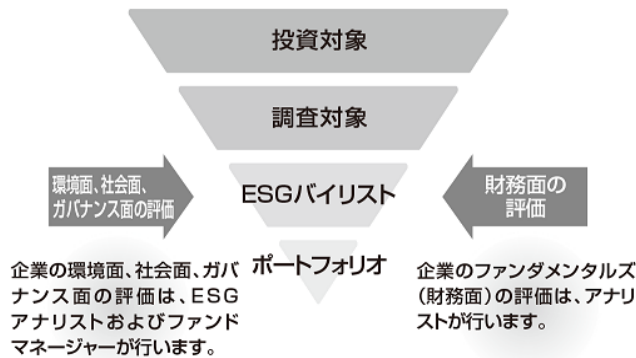 投資対象
調査対象
環境面、社会面、
ガバナンス面の評価
ESGバイリスト
財務面の
評価
ポートフォリオ
企業の環境面、社会面、ガバ
ナンス面の評価は、ESG
アナリストおよびファンド
マネージャーが行います。
企業のファンダメンタルズ
（財務面）の評価は、アナリ
ストが行います。